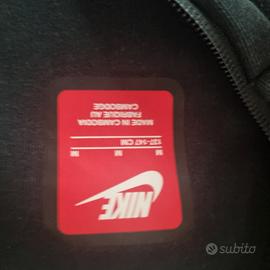 NIKE
M M M
137-147 CM
MADE IN CAMBODIA
FABRIQUE AU
CAMBODGE
subito